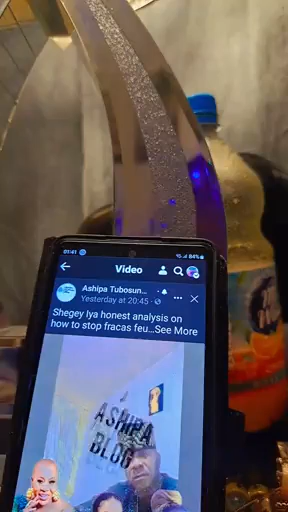 01:41
84%
Video
Ashipa Tubosun...
Yesterday at 20:45
Shegey Iya honest analysis on
how to stop fracas feu...See More
ASHIPA
BLOG